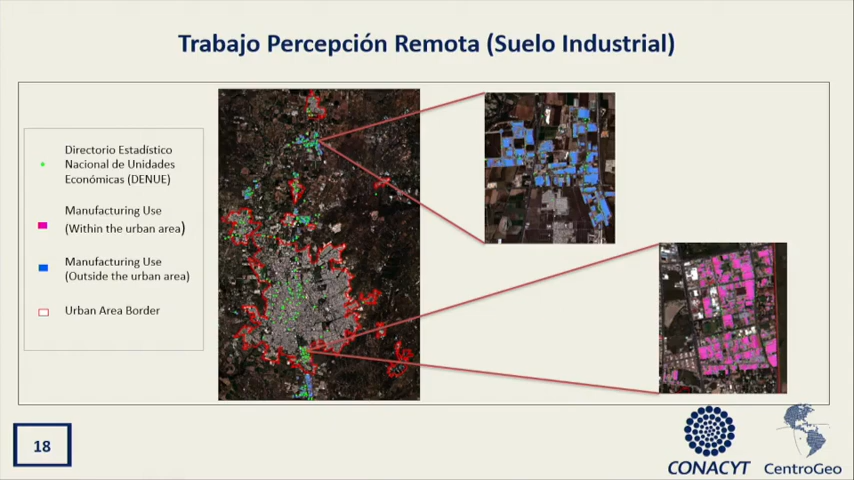 Trabajo Percepción Remota (Suelo Industrial)
Directorio Estadístico
Nacional de Unidades
Económicas (DENUE)
Manufacturing Use
(Within the urban area)
Manufacturing Use
(Outside the urban area)
Urban Area Border
18
CONACYT
CentroGeo